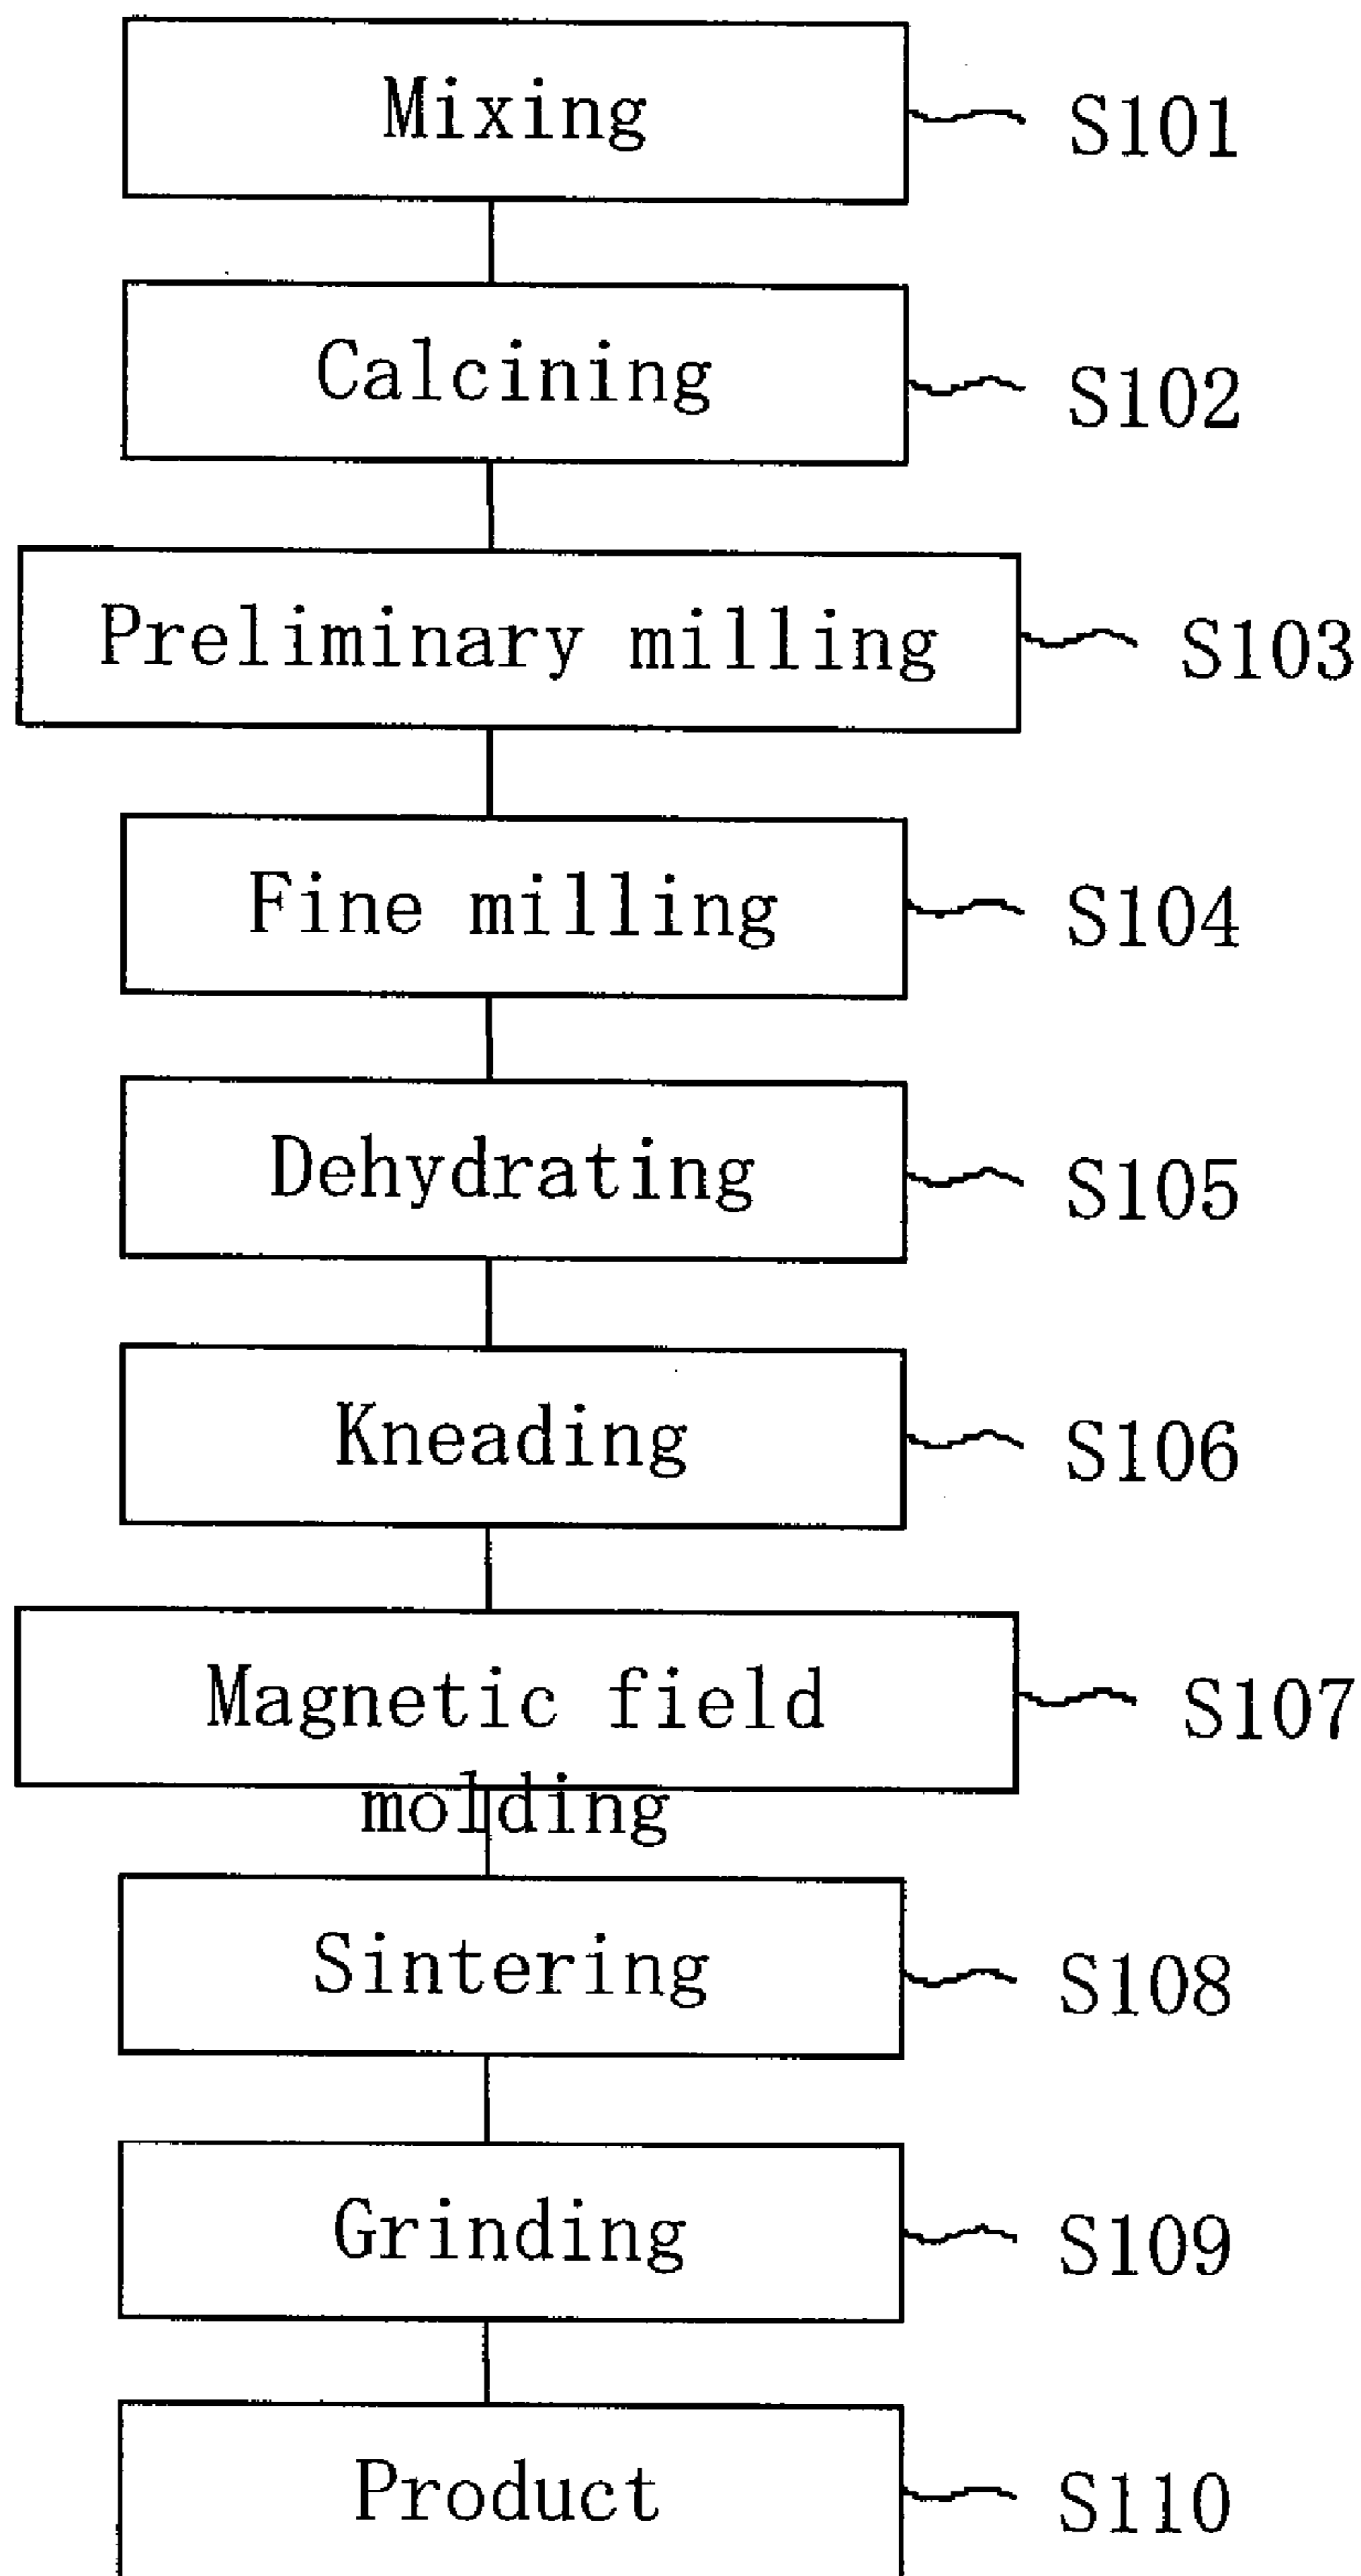 Mixing S101
Calcining S102
Preliminary milling S103
Fine milling S104
Dehydrating S105
Kneading S106
Magnetic field S107
molding
Sintering S108
Grinding S109
Product S110